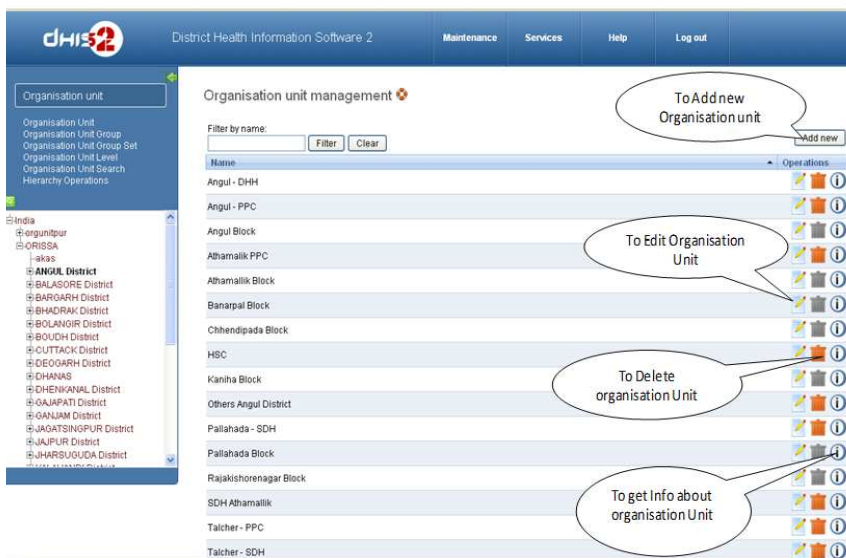 dHIS2
District Health Information Software 2
Maintenance
Services
Help
Log out
Organisation unit
Organisation Unit
Organisation Unit Group
Organisation Unit Group Set
Organisation Unit Level
Organisation Unit Search
Hierarchy Operations
India
orgunitpur
ORISSA
akas
ANGUL District
BALASORE District
BARGARH District
BHADRAK District
BOLANGIR District
BOUDH District
CUTTACK District
DEOGARH District
DHANAS
DHENKANAL District
GAJAPATI District
GANJAM District
JAGATSINGPUR District
JAJPUR District
JHARSUGUDA District
Organisation unit management
Filter by name:
Filter
Clear
Add new
Name
Operations
Angul - DHH
Angul - PPC
Angul Block
Athamalik PPC
Athamallik Block
Banarpal Block
Chhendipada Block
HSC
Kaniha Block
Others Angul District
Pallahada - SDH
Pallahada Block
Rajakishorenagar Block
SDH Athamallik
Talcher - PPC
Talcher - SDH
To Add new
Organisation unit
To Edit Organisation
Unit
To Delete
organisation Unit
To get Info about
organisation Unit